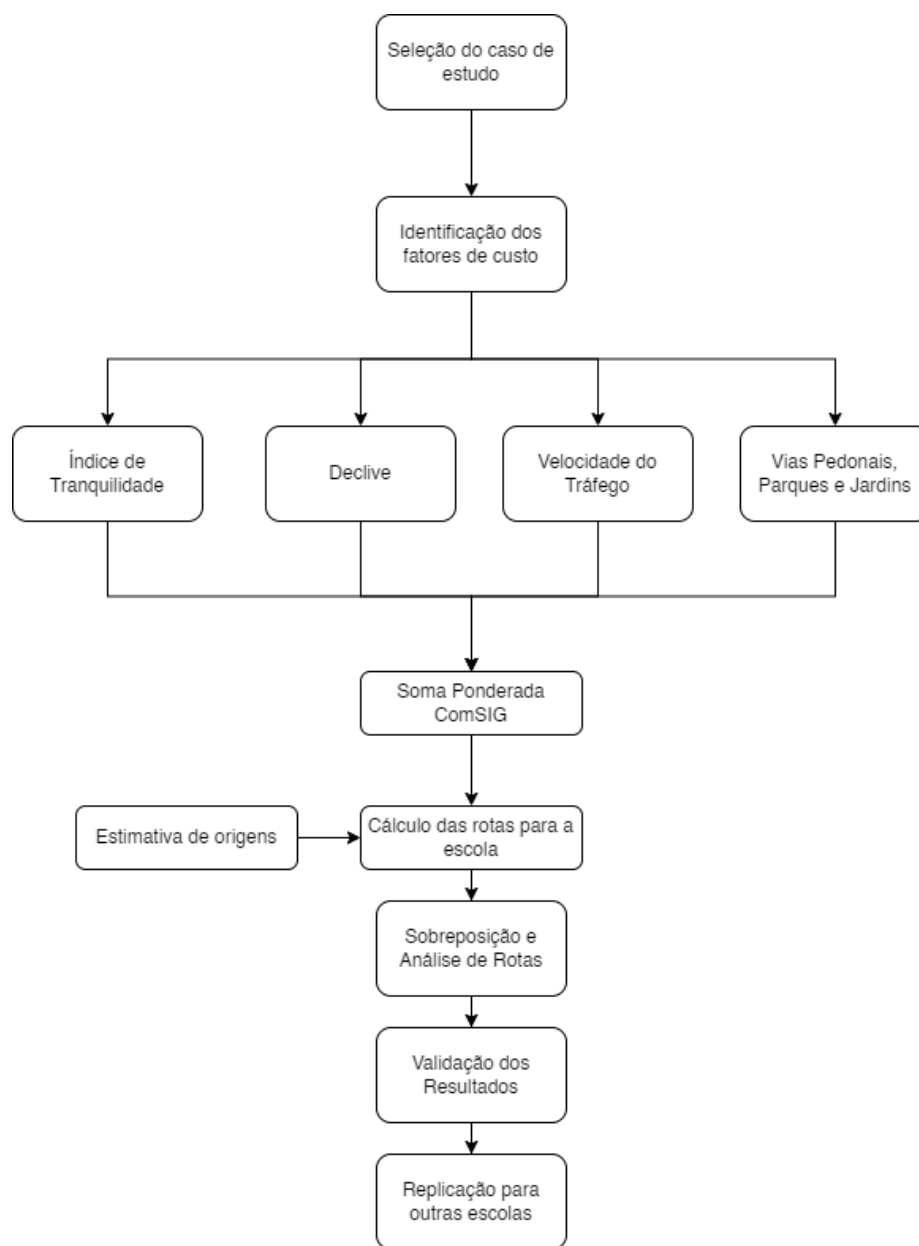 Seleção do caso de
estudo
Identificação dos
fatores de custo
Índice de
Tranquilidade
Declive
Velocidade do
Tráfego
Vias Pedonais,
Parques e Jardins
Soma Ponderada
ComSIG
Estimativa de origens
Cálculo das rotas para a
escola
Sobreposição e
Análise de Rotas
Validação dos
Resultados
Replicação para
outras escolas